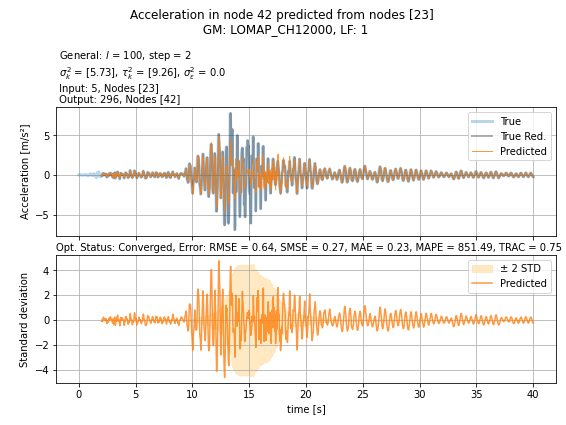 Acceleration in node 42 predicted from nodes [23]
GM: LOMAP_CH12000, LF: 1
General: l = 100, step = 2
σ²ₖ = [5.73], τ²ₖ = [9.26], σ²ε = 0.0
Input: 5, Nodes [23]
Output: 296, Nodes [42]
True
True Red.
Predicted
5
0
−5
Acceleration [m/s²]
Opt. Status: Converged, Error: RMSE = 0.64, SMSE = 0.27, MAE = 0.23, MAPE = 851.49, TRAC = 0.75
± 2 STD
Predicted
4
2
0
−2
−4
Standard deviation
0 5 10 15 20 25 30 35 40
time [s]